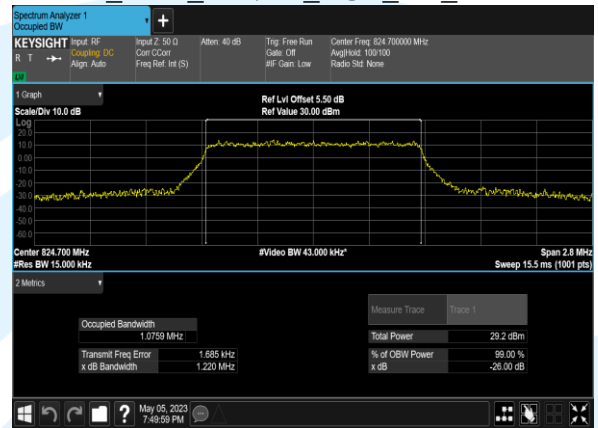 Spectrum Analyzer 1
Occupied BW
+
KEYSIGHT Input: RF Input Z: 50 Ω Atten: 40 dB Trig: Free Run Center Freq: 824.700000 MHz
R T Coupling: DC Corr CCorr Gate: Off Avg|Hold: 100/100
Align: Auto Freq Ref: Int (S) #IF Gain: Low Radio Std: None
LV
1 Graph
Ref Lvl Offset 5.50 dB
Scale/Div 10.0 dB Ref Value 30.00 dBm
Log
20.0
10.0
0.00
-10.0
-20.0
-30.0
-40.0
-50.0
-60.0
Center 824.700 MHz #Video BW 43.000 kHz* Span 2.8 MHz
#Res BW 15.000 kHz Sweep 15.5 ms (1001 pts)
2 Metrics
Measure Trace Trace 1
Occupied Bandwidth
1.0759 MHz Total Power 29.2 dBm
Transmit Freq Error 1.685 kHz % of OBW Power 99.00 %
x dB Bandwidth 1.220 MHz x dB -26.00 dB
? May 05, 2023
7:49:59 PM